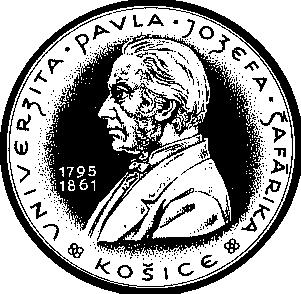 UNIVERZITA · PAVLA · JOZEFA · ŠAFÁRIKA
KOŠICE
1795
1861